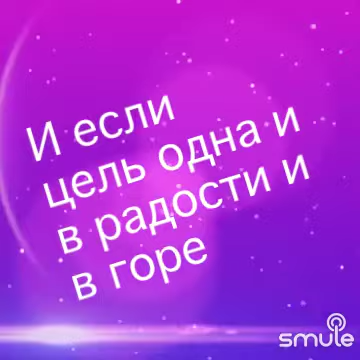 И если
цель одна и
в радости и
в горе
smule